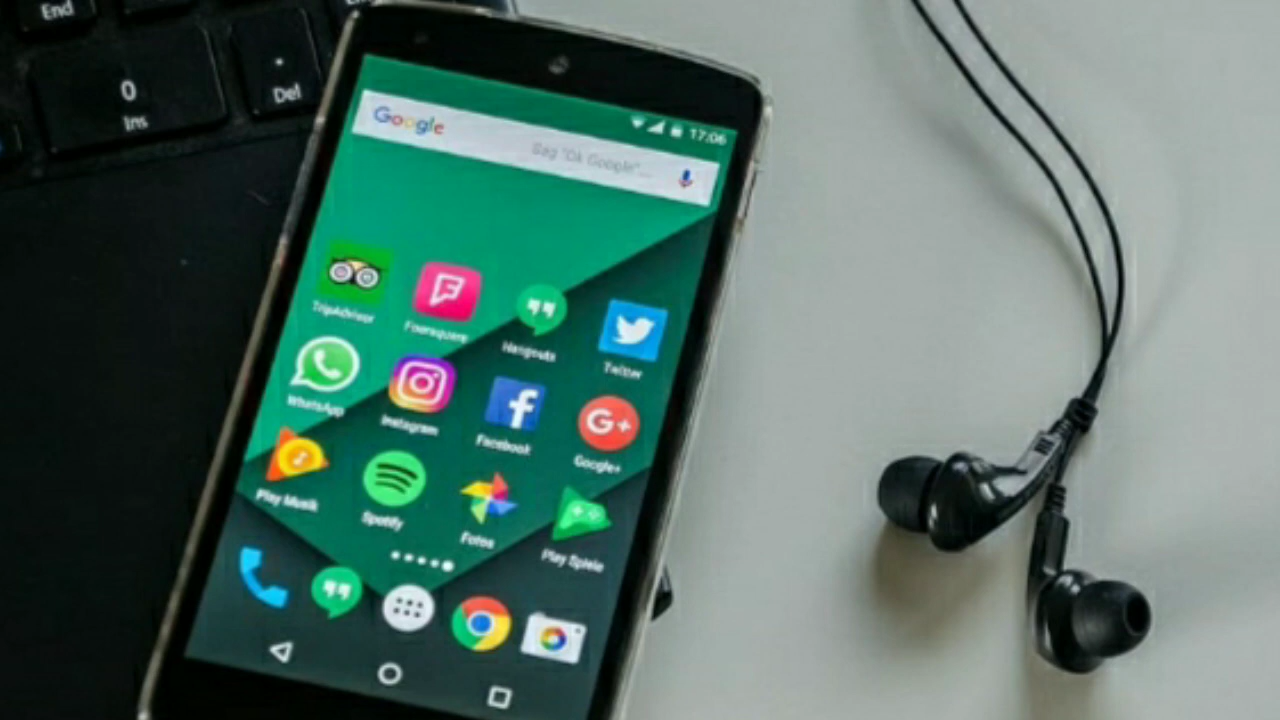 End
0
Ins
Del
17:06
Google
Sag "Ok Google"...
TripAdvisor
Foursquare
Hangouts
Twitter
WhatsApp
Instagram
Facebook
G+
Google+
Play Musik
Spotify
Fotos
Play Spiele